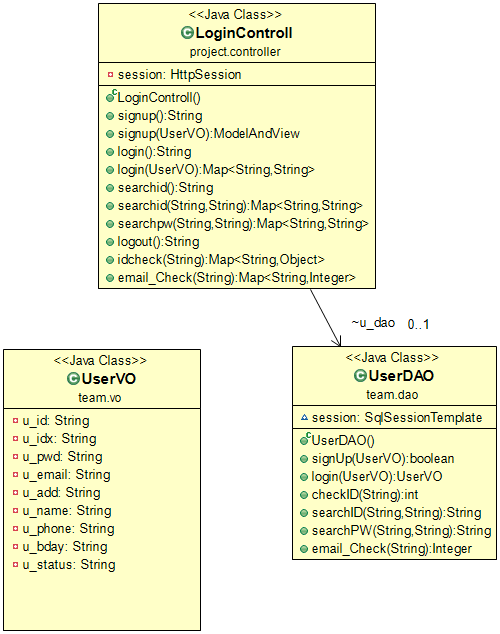 <<Java Class>>
LoginControll
project.controller
session: HttpSession
LoginControll()
signup():String
signup(UserVO):ModelAndView
login():String
login(UserVO):Map<String,String>
searchid():String
searchid(String,String):Map<String,String>
searchpw(String,String):Map<String,String>
logout():String
idcheck(String):Map<String,Object>
email_Check(String):Map<String,Integer>
~u_dao 0..1
<<Java Class>>
UserVO
team.vo
u_id: String
u_idx: String
u_pwd: String
u_email: String
u_add: String
u_name: String
u_phone: String
u_bday: String
u_status: String
<<Java Class>>
UserDAO
team.dao
session: SqlSessionTemplate
UserDAO()
signUp(UserVO):boolean
login(UserVO):UserVO
checkID(String):int
searchID(String,String):String
searchPW(String,String):String
email_Check(String):Integer